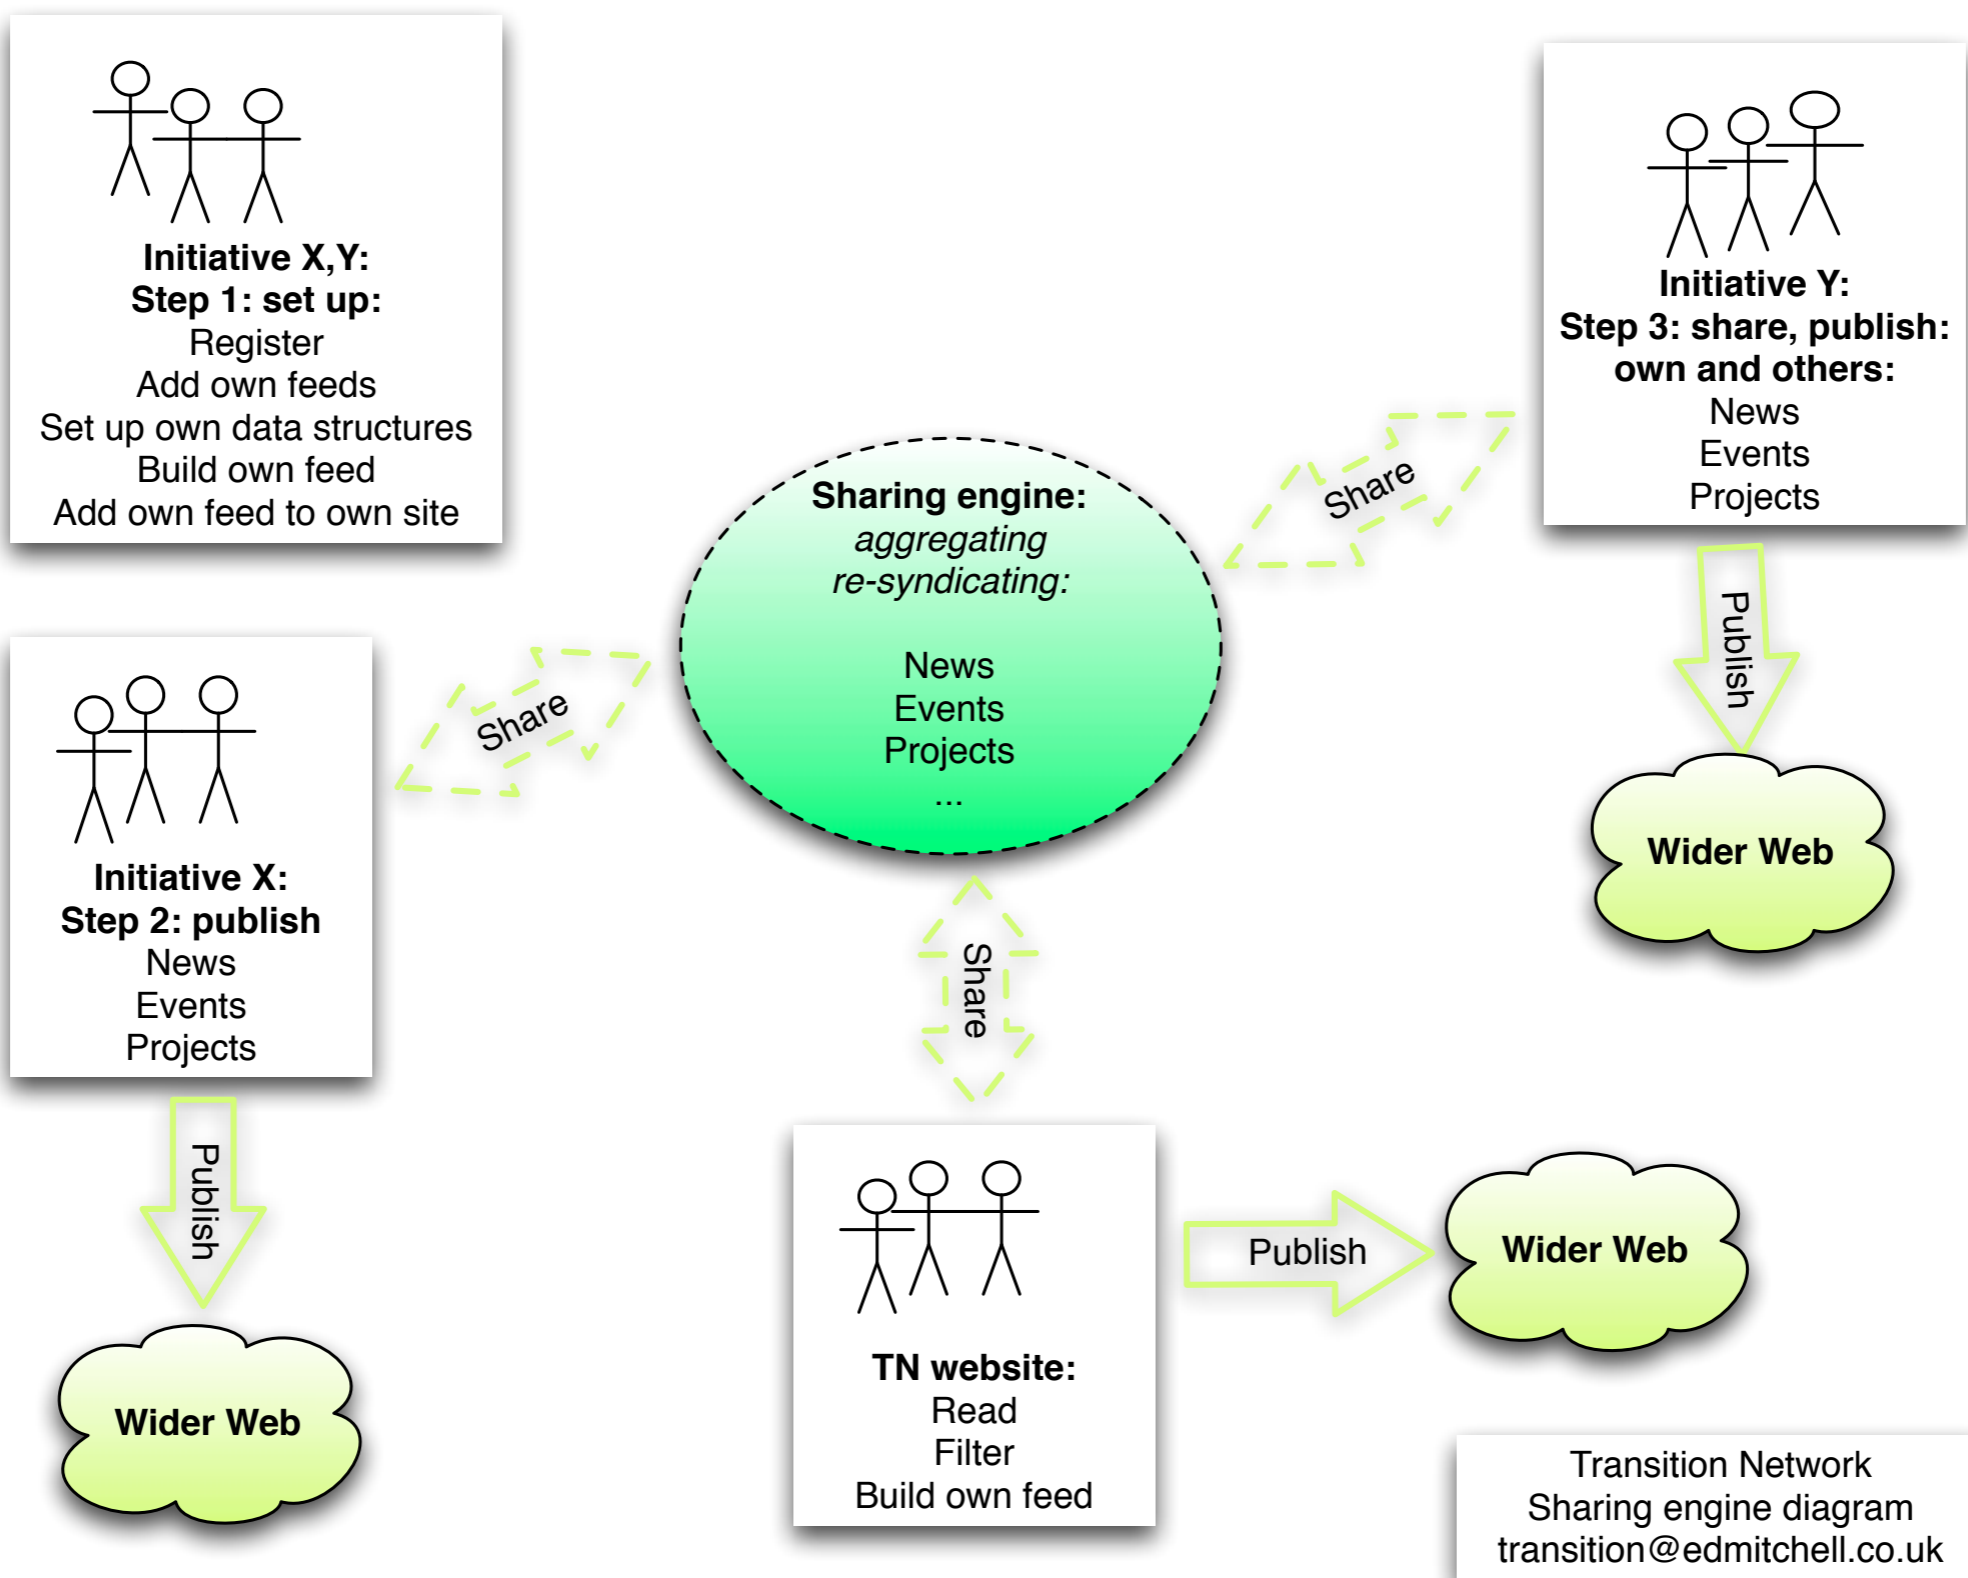 Initiative X,Y:
Step 1: set up:
Register
Add own feeds
Set up own data structures
Build own feed
Add own feed to own site
Initiative Y:
Step 3: share, publish:
own and others:
News
Events
Projects
Share
Sharing engine:
aggregating
re-syndicating:
News
Events
Projects
...
Publish
Share
Wider Web
Initiative X:
Step 2: publish
News
Events
Projects
Share
Publish
TN website:
Read
Filter
Build own feed
Publish
Wider Web
Wider Web
Transition Network
Sharing engine diagram
transition@edmitchell.co.uk